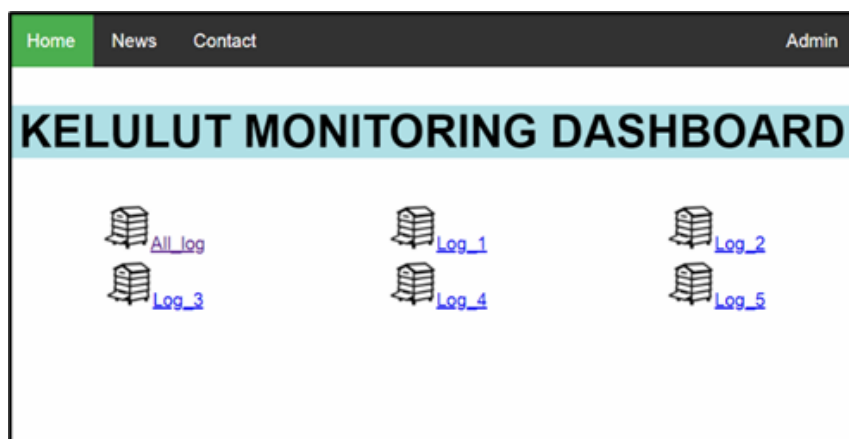 Home News Contact Admin
KELULUT MONITORING DASHBOARD
All_log Log_1 Log_2
Log_3 Log_4 Log_5